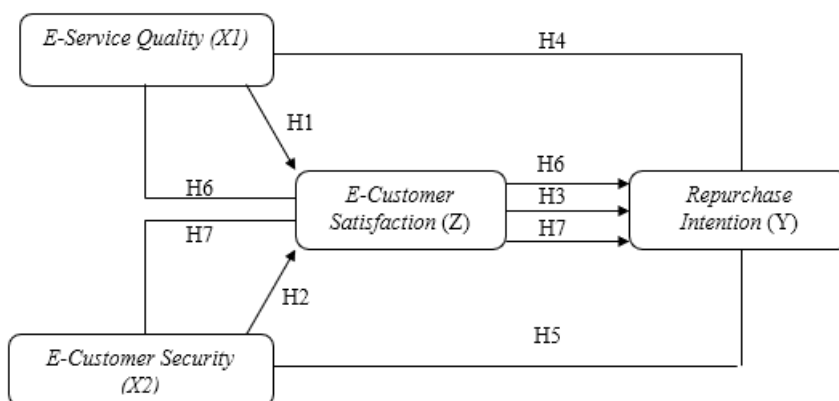 E-Service Quality (X1)
H4
H1
H6
H6
E-Customer
Satisfaction (Z)
H3
Repurchase
Intention (Y)
H7
H7
H2
E-Customer Security
(X2)
H5